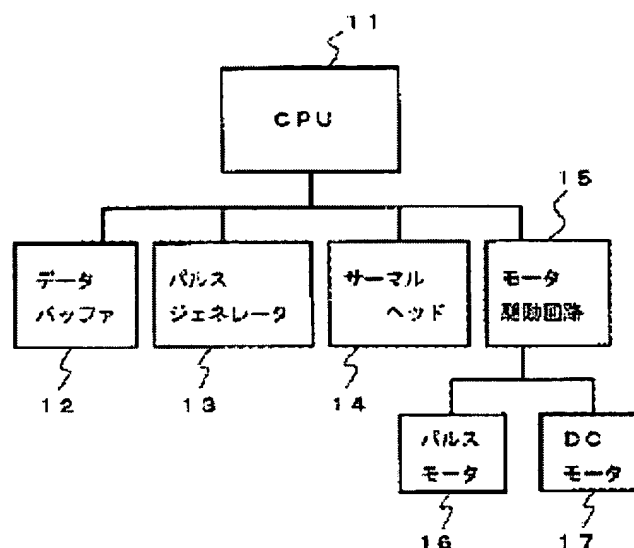 11
CPU
15
データ
バッファ
パルス
ジェネレータ
サーマル
ヘッド
モータ
駆動回路
12
13
14
パルス
モータ
DC
モータ
16
17